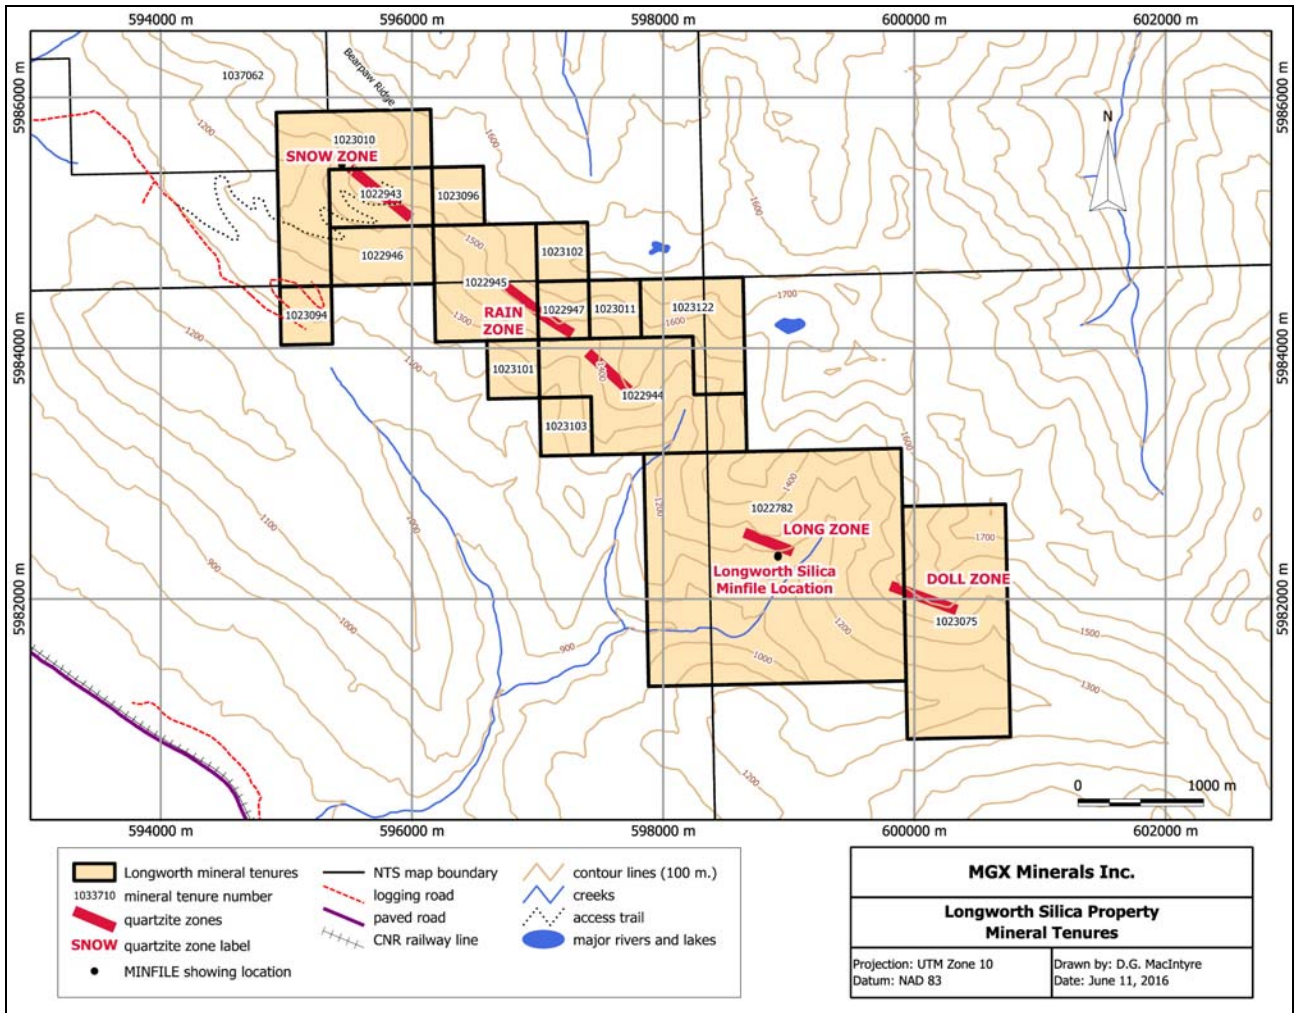 594000 m
596000 m
598000 m
600000 m
602000 m
5986000 m
5986000 m
1037062
Bearpaw Ridge
1600
N
1200
1023010
SNOW ZONE
1022943
1023096
1600
1500
1023102
1022946
1022945
1700
1023094
RAIN
ZONE
1300
1022947
1023011
1023122
1600
1200
5984000 m
5984000 m
1100
1023101
1600
1022944
1023103
1600
1400
1200
1022782
1100
1000
LONG ZONE
1700
900
Longworth Silica
Minfile Location
DOLL ZONE
5982000 m
5982000 m
1023075
1000
1200
1500
900
1000
1300
1200
0
1000 m
594000 m
596000 m
598000 m
600000 m
602000 m
Longworth mineral tenures
1033710
mineral tenure number
quartzite zones
SNOW
quartzite zone label
MINFILE showing location
NTS map boundary
logging road
paved road
CNR railway line
contour lines (100 m.)
creeks
access trail
major rivers and lakes
MGX Minerals Inc.
Longworth Silica Property
Mineral Tenures
Projection: UTM Zone 10
Datum: NAD 83
Drawn by: D.G. MacIntyre
Date: June 11, 2016